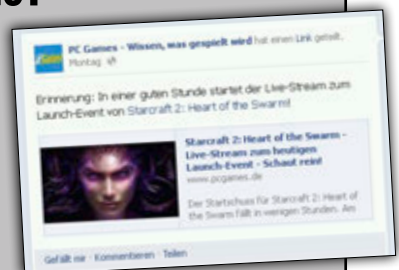 PC Games - Wissen, was gespielt wird hat einen Link geteilt.
Montag
Erinnerung: In einer guten Stunde startet der Live-Stream zum
Launch-Event von Starcraft 2: Heart of the Swarm!
Starcraft 2: Heart of the Swarm -
Live-Stream zum heutigen
Launch-Event - Schaut rein!
www.pcgames.de
Der Startschuss für Starcraft 2: Heart of
the Swarm fällt in wenigen Stunden. Am
Gefällt mir · Kommentieren · Teilen